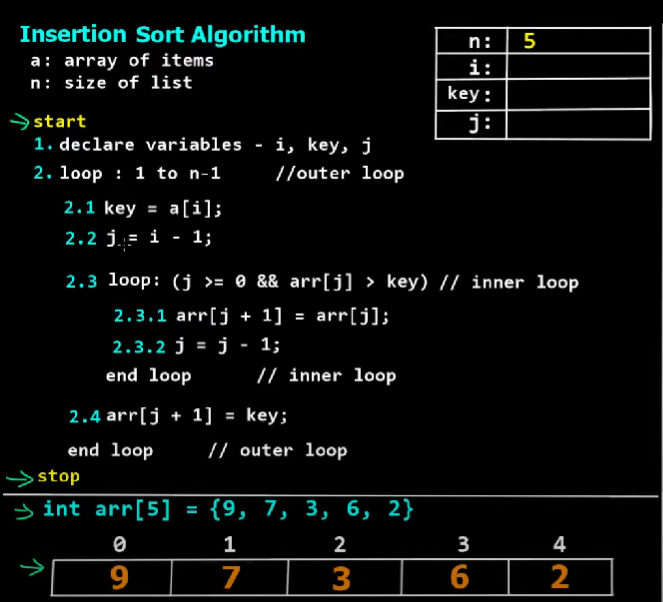 Insertion Sort Algorithm
a: array of items
n: size of list
n: 5
i:
key:
j:
start
1. declare variables - i, key, j
2. loop : 1 to n-1 //outer loop
2.1 key = a[i];
2.2 j = i - 1;
2.3 loop: (j >= 0 && arr[j] > key) // inner loop
2.3.1 arr[j + 1] = arr[j];
2.3.2 j = j - 1;
end loop // inner loop
2.4 arr[j + 1] = key;
end loop // outer loop
stop
int arr[5] = {9, 7, 3, 6, 2}
0 1 2 3 4
9 7 3 6 2